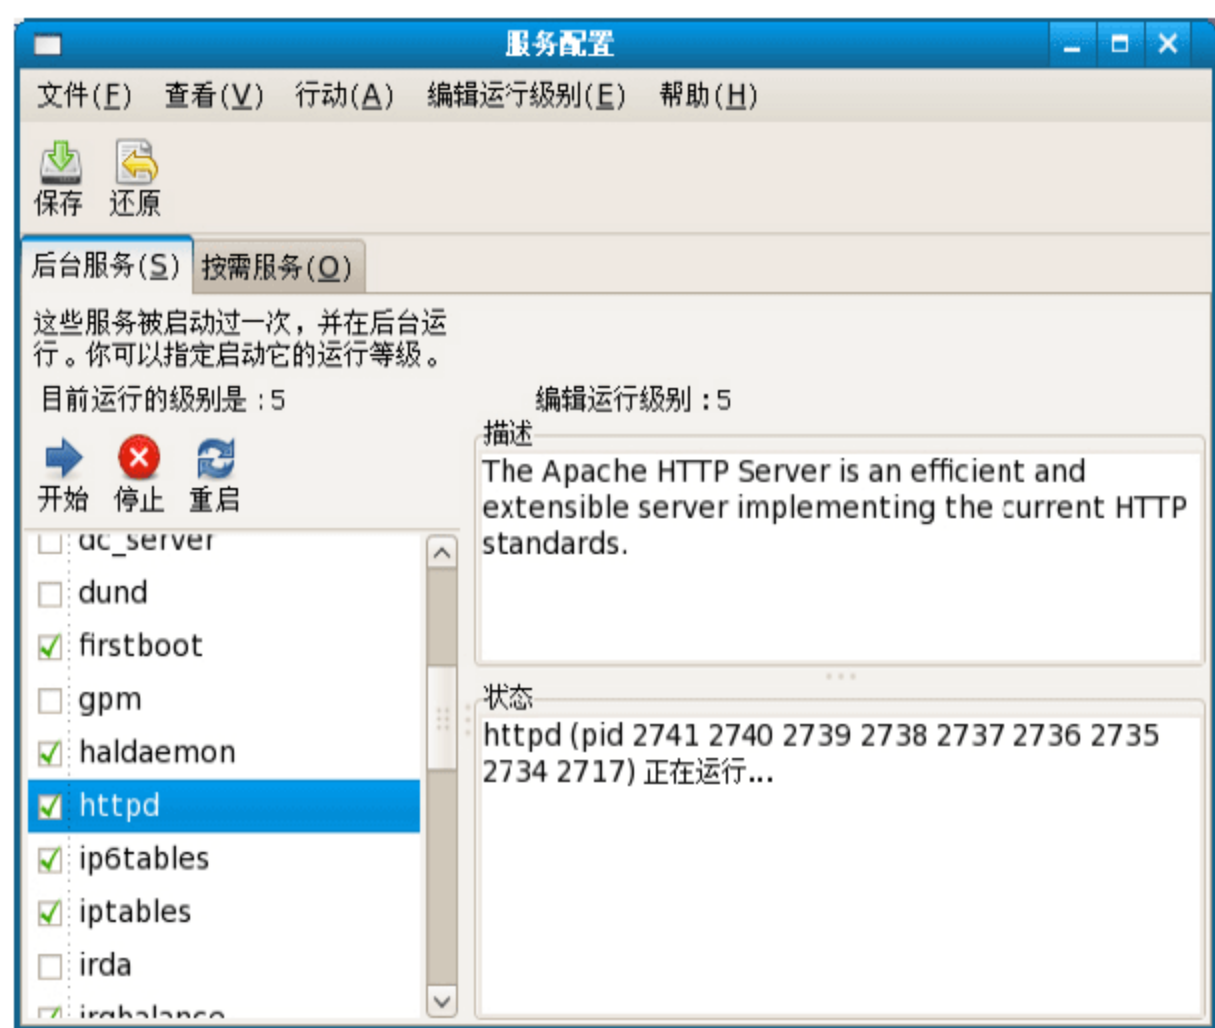 服务配置
文件(F) 查看(V) 行动(A) 编辑运行级别(E) 帮助(H)
保存 还原
后台服务(S) 按需服务(O)
这些服务被启动过一次，并在后台运
行。你可以指定启动它的运行等级。
目前运行的级别是：5 编辑运行级别：5
开始 停止 重启
dc_server
dund
firstboot
gpm
haldaemon
httpd
ip6tables
iptables
irda
irqbalance
描述
The Apache HTTP Server is an efficient and
extensible server implementing the current HTTP
standards.
状态
httpd (pid 2741 2740 2739 2738 2737 2736 2735
2734 2717) 正在运行...